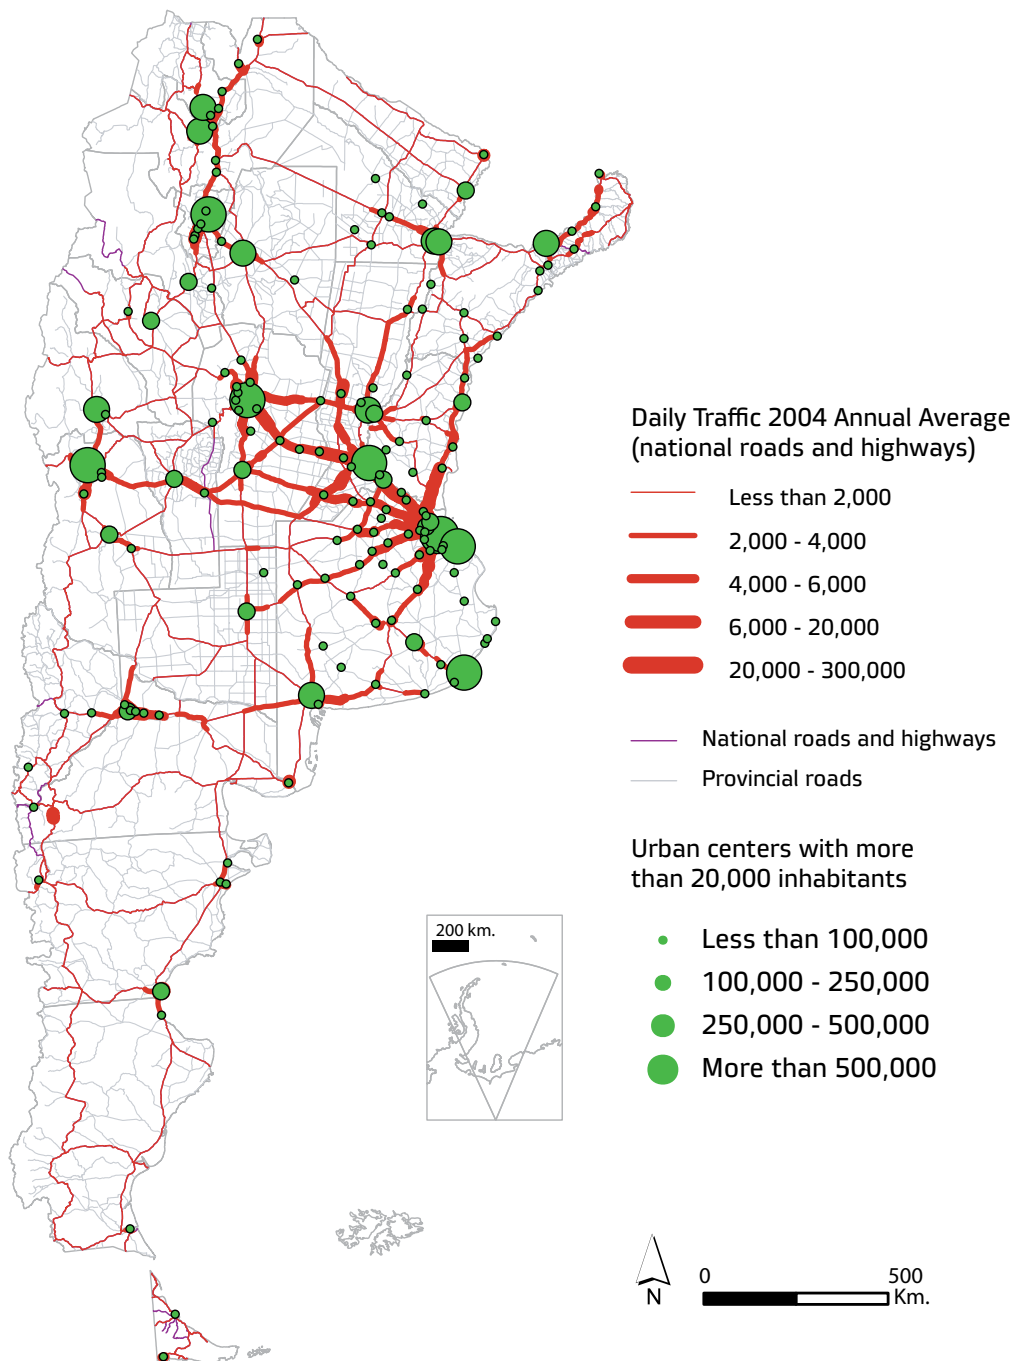 Daily Traffic 2004 Annual Average
(national roads and highways)
Less than 2,000
2,000 - 4,000
4,000 - 6,000
6,000 - 20,000
20,000 - 300,000
National roads and highways
Provincial roads
Urban centers with more
than 20,000 inhabitants
Less than 100,000
100,000 - 250,000
250,000 - 500,000
More than 500,000
200 km.
N
0 500
Km.